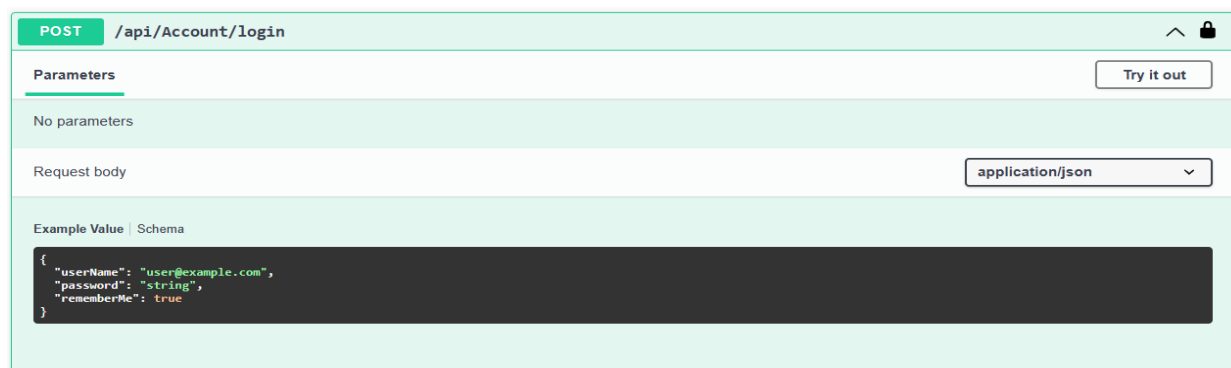 POST /api/Account/login
Parameters
Try it out
No parameters
Request body
application/json
Example Value Schema
{
  "userName": "user@example.com",
  "password": "string",
  "rememberMe": true
}